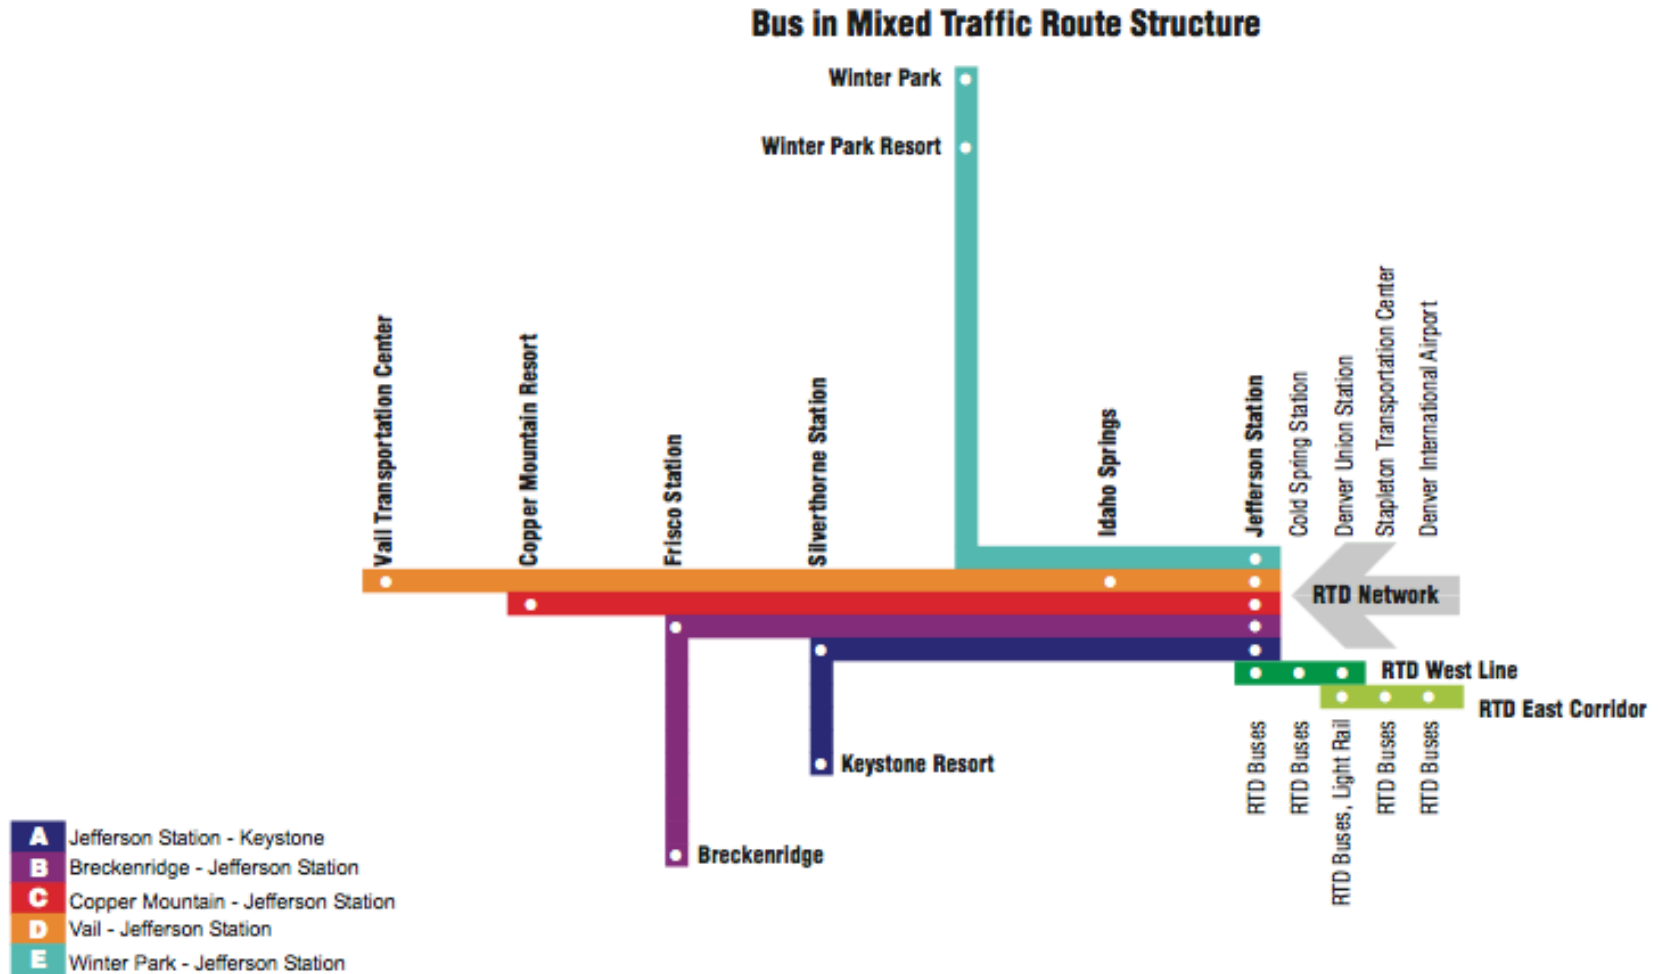 Bus in Mixed Traffic Route Structure
Winter Park
Winter Park Resort
Vail Transportation Center
Copper Mountain Resort
Frisco Station
Silverthorne Station
Idaho Springs
Jefferson Station
Cold Spring Station
Denver Union Station
Stapleton Transportation Center
Denver International Airport
RTD Network
RTD West Line
RTD East Corridor
RTD Buses
RTD Buses
RTD Buses, Light Rail
RTD Buses
RTD Buses
Keystone Resort
Breckenridge
A Jefferson Station - Keystone
B Breckenridge - Jefferson Station
C Copper Mountain - Jefferson Station
D Vail - Jefferson Station
E Winter Park - Jefferson Station